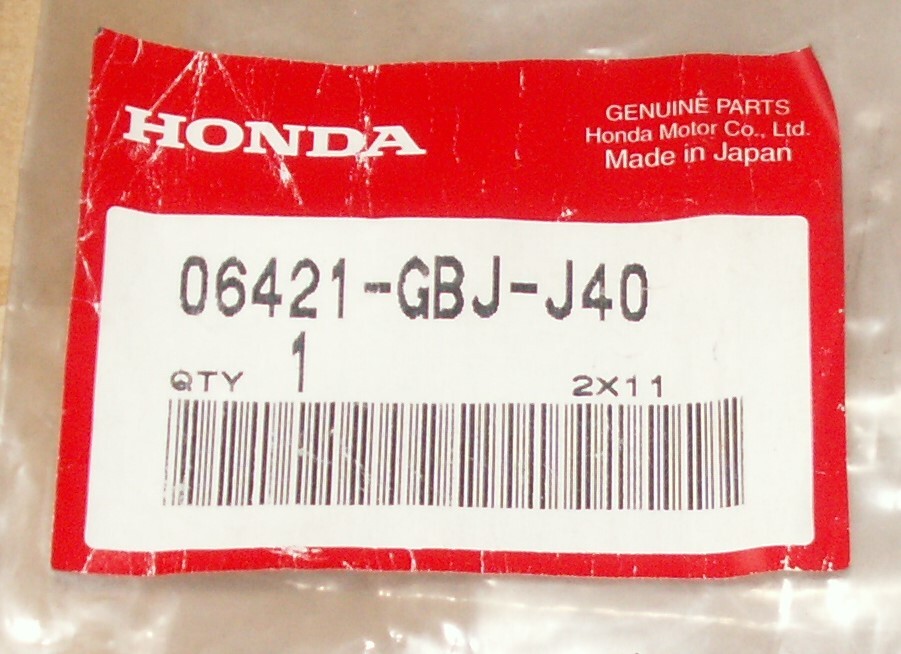 HONDA
GENUINE PARTS
Honda Motor Co., Ltd.
Made in Japan
06421-GBJ-J40
QTY 1 2X11